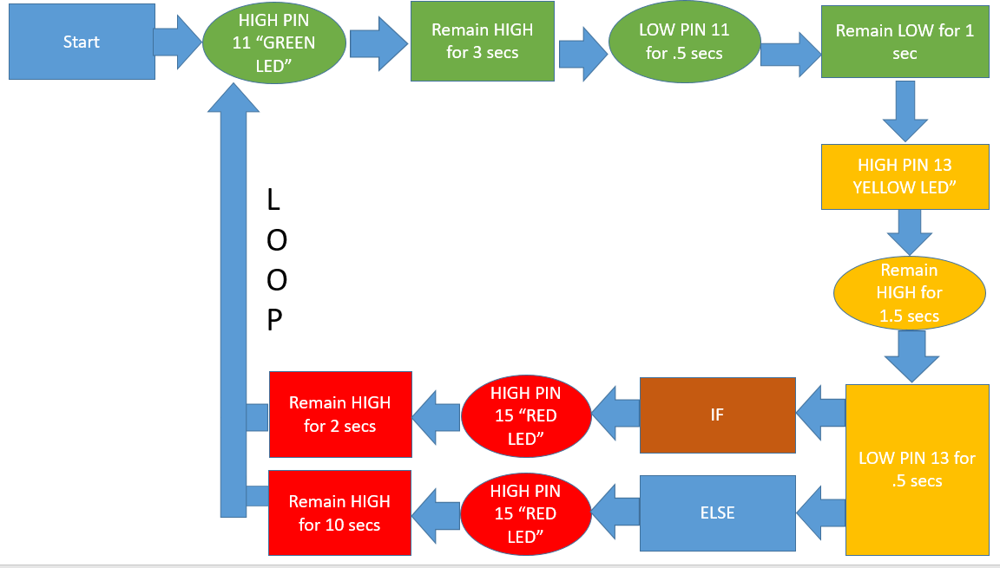 Start
HIGH PIN
11 “GREEN
LED”
Remain HIGH
for 3 secs
LOW PIN 11
for .5 secs
Remain LOW for 1
sec
HIGH PIN 13
YELLOW LED”
Remain
HIGH for
1.5 secs
LOW PIN 13 for
.5 secs
IF
HIGH PIN
15 “RED
LED”
Remain HIGH
for 2 secs
ELSE
HIGH PIN
15 “RED
LED”
Remain HIGH
for 10 secs
L
O
O
P